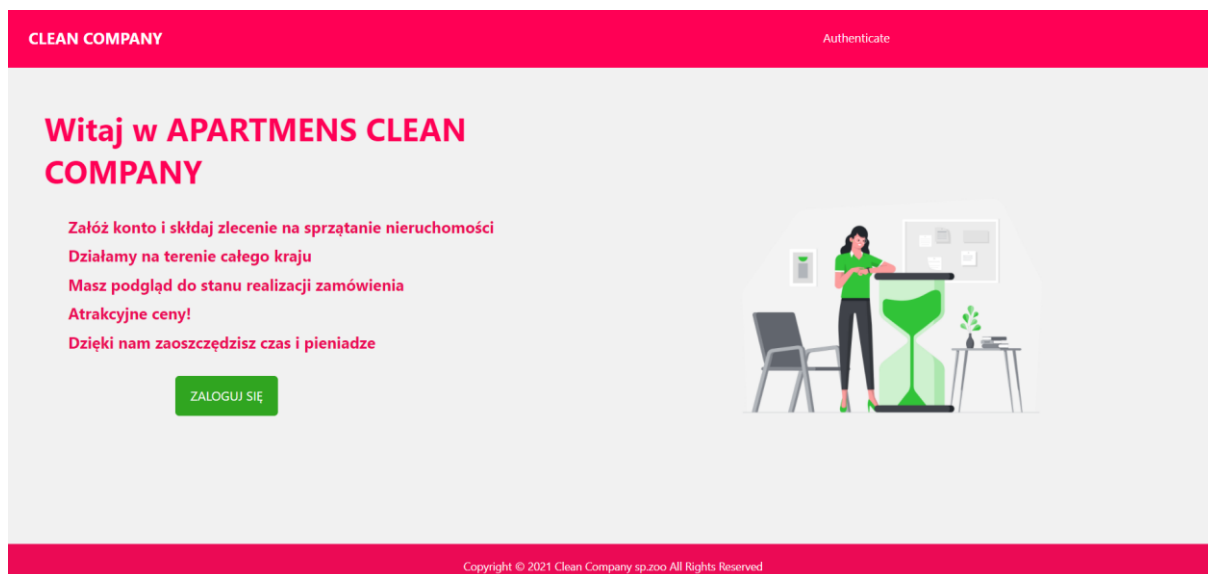 CLEAN COMPANY
Authenticate
Witaj w APARTMENS CLEAN
COMPANY
Załóż konto i skłdaj zlecenie na sprzątanie nieruchomości
Działamy na terenie całego kraju
Masz podgląd do stanu realizacji zamówienia
Atrakcyjne ceny!
Dzięki nam zaoszczędzisz czas i pieniadze
ZALOGUJ SIĘ
Copyright © 2021 Clean Company sp.zoo All Rights Reserved